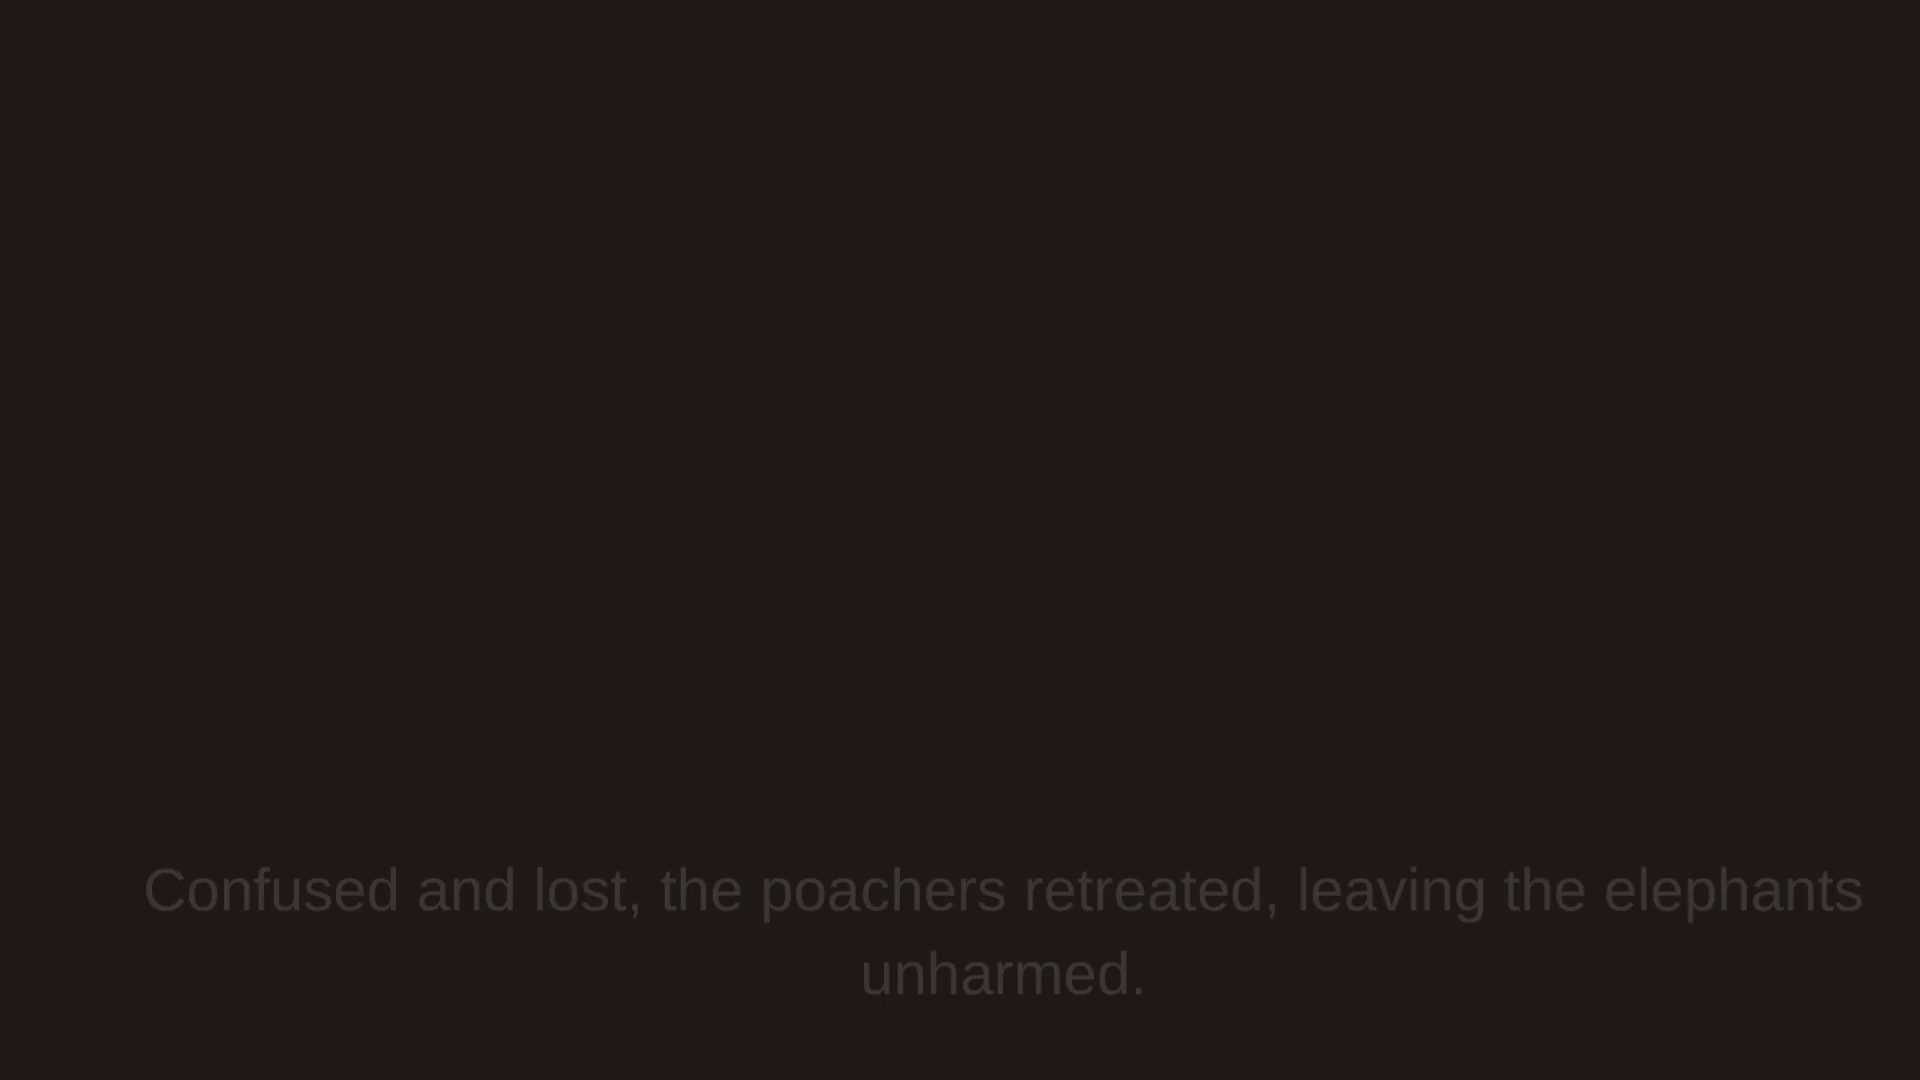 Confused and lost, the poachers retreated, leaving the elephants
unharmed.